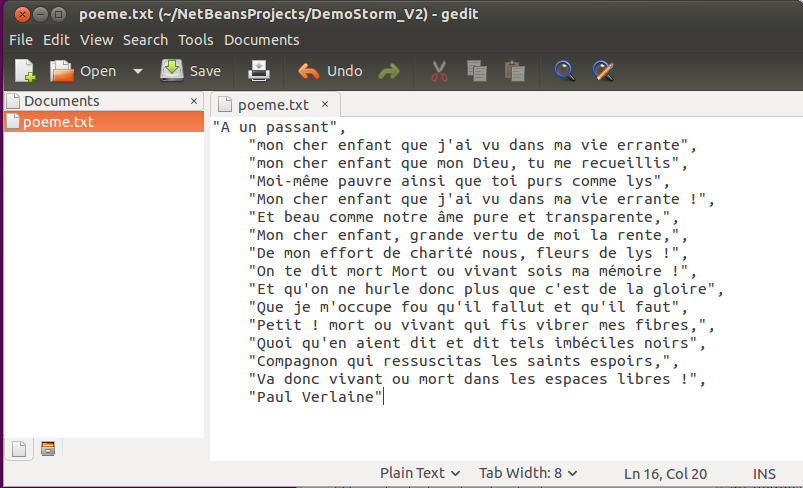 poeme.txt (~/NetBeansProjects/DemoStorm_V2) - gedit
File Edit View Search Tools Documents
Open Save Undo
Documents × poeme.txt ×
poeme.txt
"A un passant",
"mon cher enfant que j'ai vu dans ma vie errante",
"mon cher enfant que mon Dieu, tu me recueillis",
"Moi-même pauvre ainsi que toi purs comme lys",
"Mon cher enfant que j'ai vu dans ma vie errante !",
"Et beau comme notre âme pure et transparente,",
"Mon cher enfant, grande vertu de moi la rente,",
"De mon effort de charité nous, fleurs de lys !",
"On te dit mort Mort ou vivant sois ma mémoire !",
"Et qu'on ne hurle donc plus que c'est de la gloire",
"Que je m'occupe fou qu'il fallut et qu'il faut",
"Petit ! mort ou vivant qui fis vibrer mes fibres,",
"Quoi qu'en aient dit et dit tels imbéciles noirs",
"Compagnon qui ressuscitas les saints espoirs,",
"Va donc vivant ou mort dans les espaces libres !",
"Paul Verlaine"
Plain Text Tab Width: 8 Ln 16, Col 20 INS